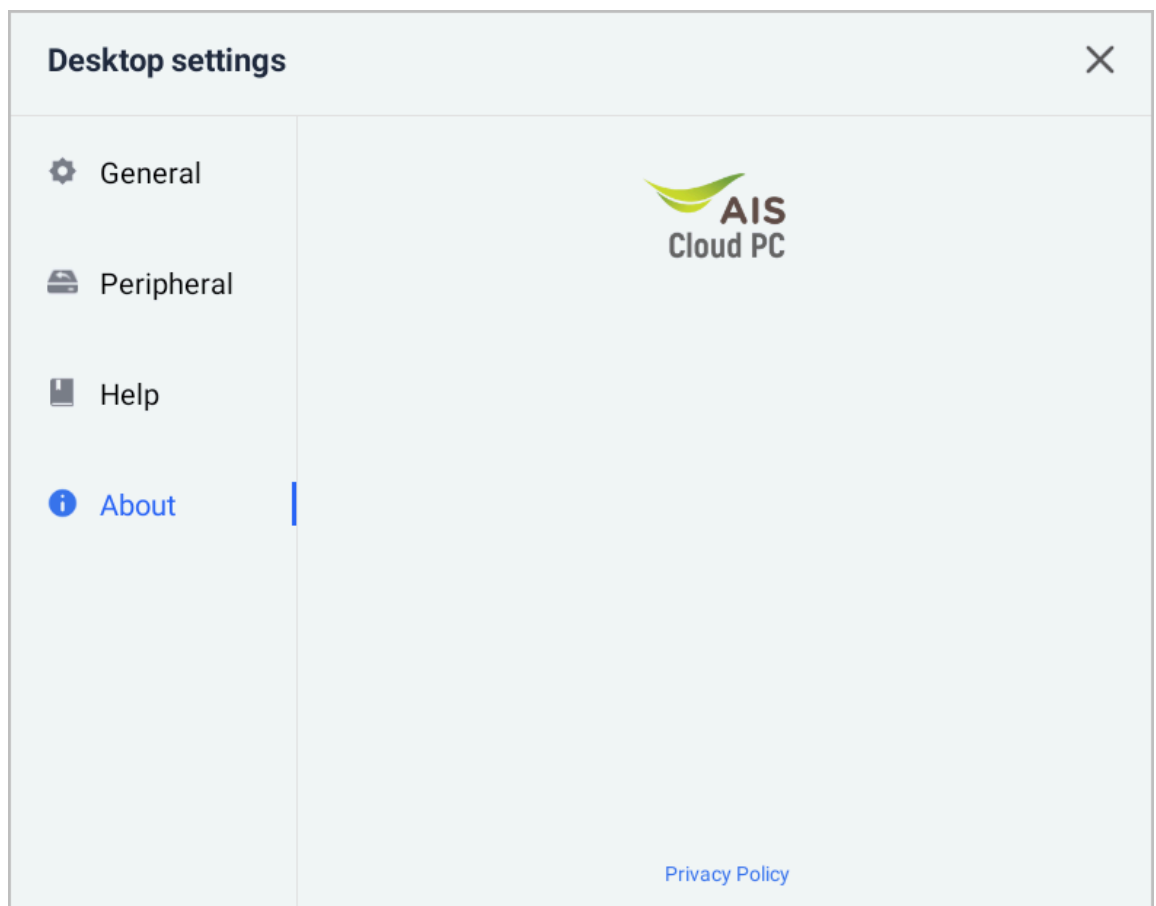 Desktop settings
General
Peripheral
Help
About
AIS
Cloud PC
Privacy Policy